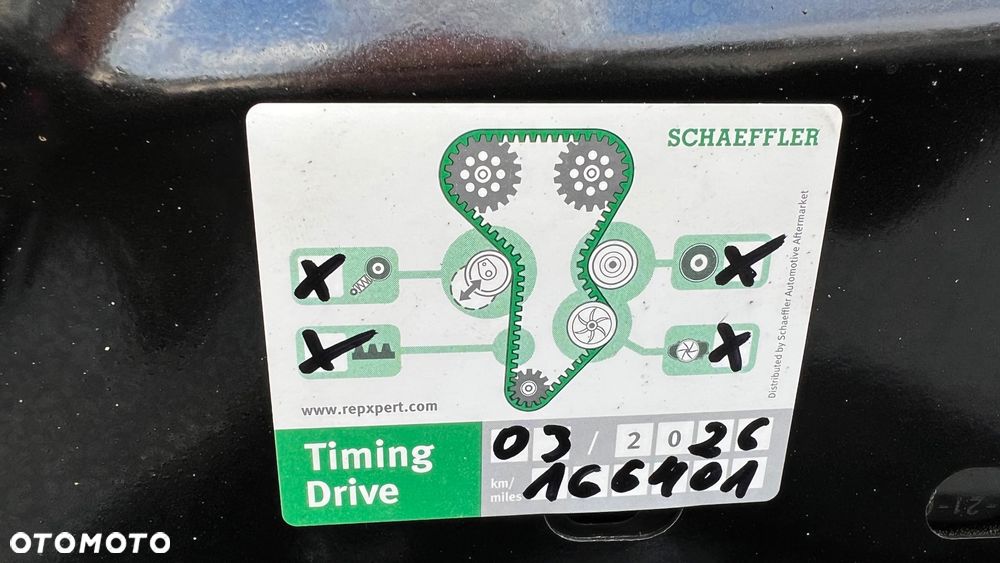 SCHAEFFLER
Distributed by Schaeffler Automotive Aftermarket
www.repxpert.com
Timing
Drive
03 / 2026
km/
miles
166401
OTOMOTO